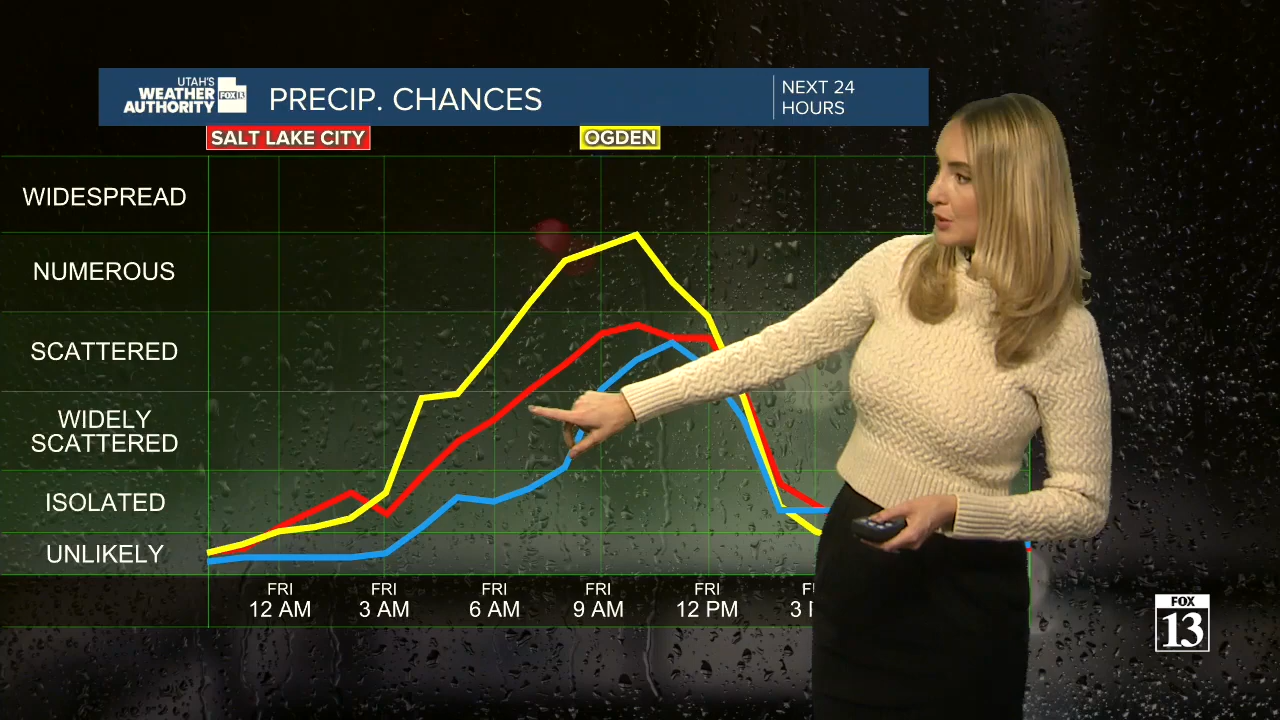 UTAH'S
WEATHER
AUTHORITY
FOX 13
PRECIP. CHANCES
NEXT 24
HOURS
SALT LAKE CITY
OGDEN
WIDESPREAD
NUMEROUS
SCATTERED
WIDELY
SCATTERED
ISOLATED
UNLIKELY
FRI
12 AM
FRI
3 AM
FRI
6 AM
FRI
9 AM
FRI
12 PM
3
FOX
13